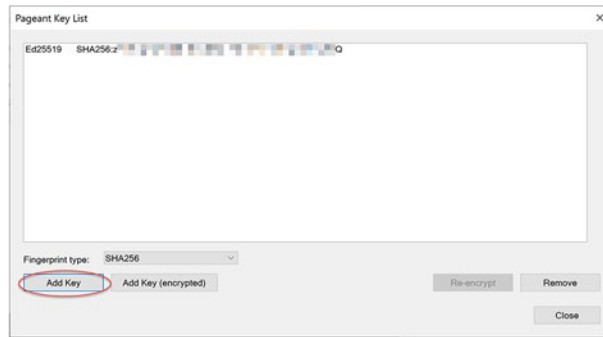 Pageant Key List
Ed25519 SHA256:z Q
Fingerprint type: SHA256
Add Key Add Key (encrypted) Re-encrypt Remove
Close